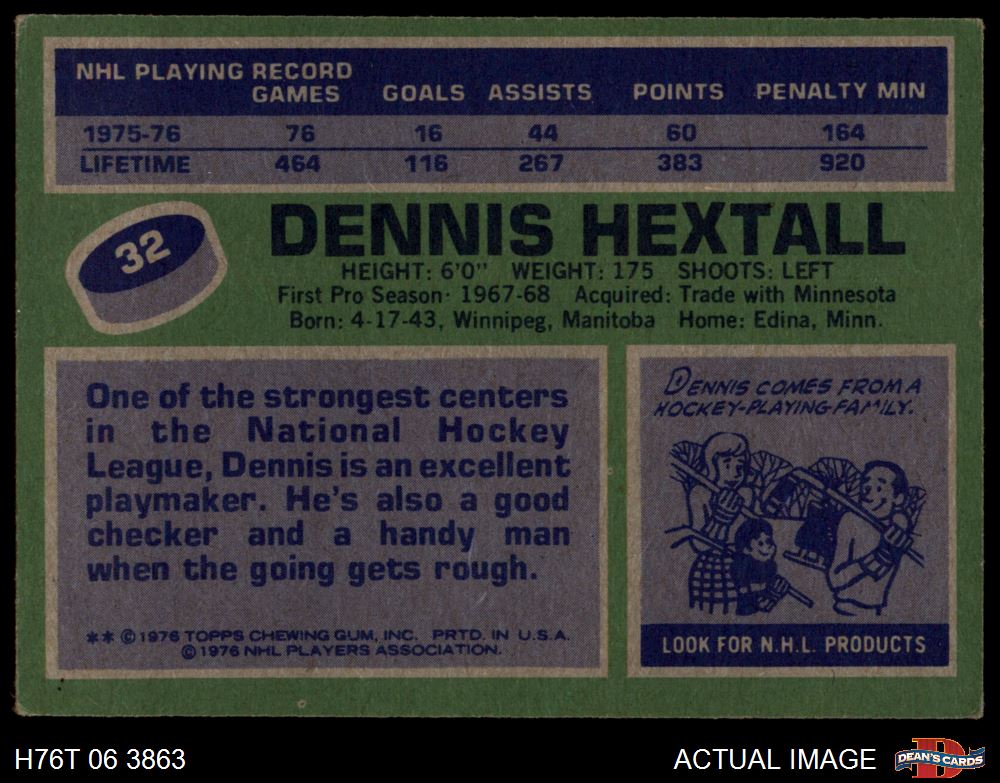 NHL PLAYING RECORD
GAMES GOALS ASSISTS POINTS PENALTY MIN
1975-76 76 16 44 60 164
LIFETIME 464 116 267 383 920
32
DENNIS HEXTALL
HEIGHT: 6'0" WEIGHT: 175 SHOOTS: LEFT
First Pro Season: 1967-68 Acquired: Trade with Minnesota
Born: 4-17-43, Winnipeg, Manitoba Home: Edina, Minn.
One of the strongest centers
in the National Hockey
League, Dennis is an excellent
playmaker. He's also a good
checker and a handy man
when the going gets rough.
** © 1976 TOPPS CHEWING GUM, INC. PRTD. IN U.S.A.
© 1976 NHL PLAYERS ASSOCIATION.
DENNIS COMES FROM A
HOCKEY-PLAYING FAMILY.
LOOK FOR N.H.L. PRODUCTS
H76T 06 3863
ACTUAL IMAGE
D
DEAN'S CARDS